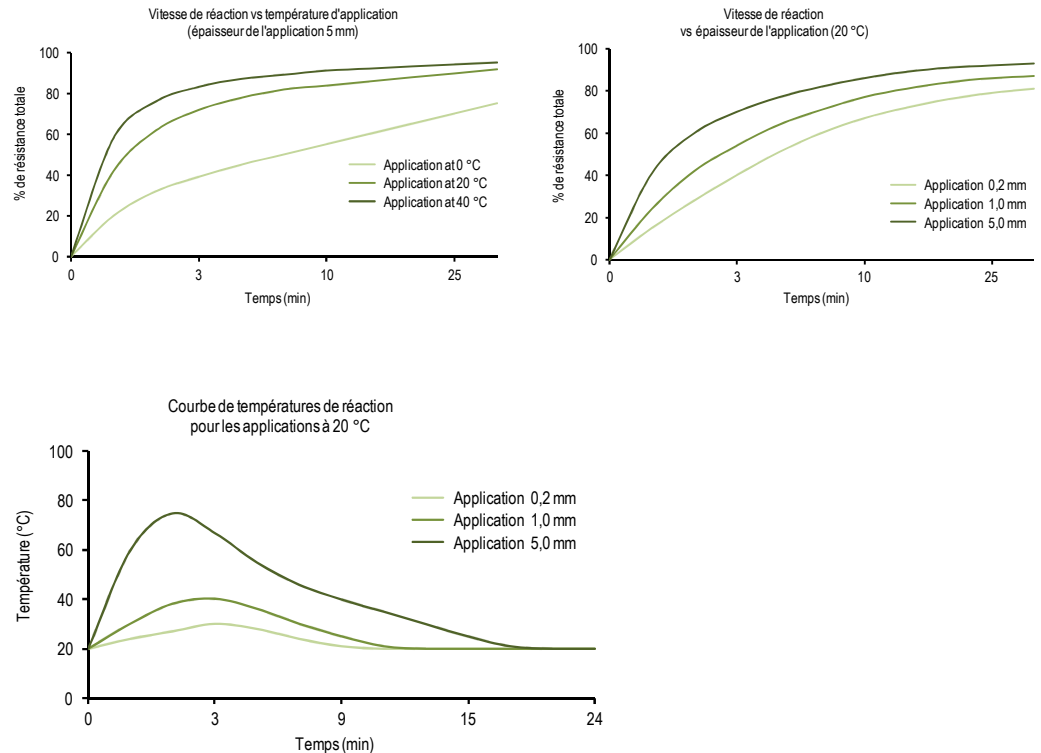 Vitesse de réaction vs température d'application
(épaisseur de l'application 5 mm)
100
80
60
40
20
0
% de résistance totale
Application at 0 °C
Application at 20 °C
Application at 40 °C
0 3 10 25
Temps (min)
Vitesse de réaction
vs épaisseur de l'application (20 °C)
100
80
60
40
20
0
% de résistance totale
Application 0,2 mm
Application 1,0 mm
Application 5,0 mm
0 3 10 25
Temps (min)
Courbe de températures de réaction
pour les applications à 20 °C
100
80
60
40
20
0
Température (°C)
Application 0,2 mm
Application 1,0 mm
Application 5,0 mm
0 3 9 15 24
Temps (min)